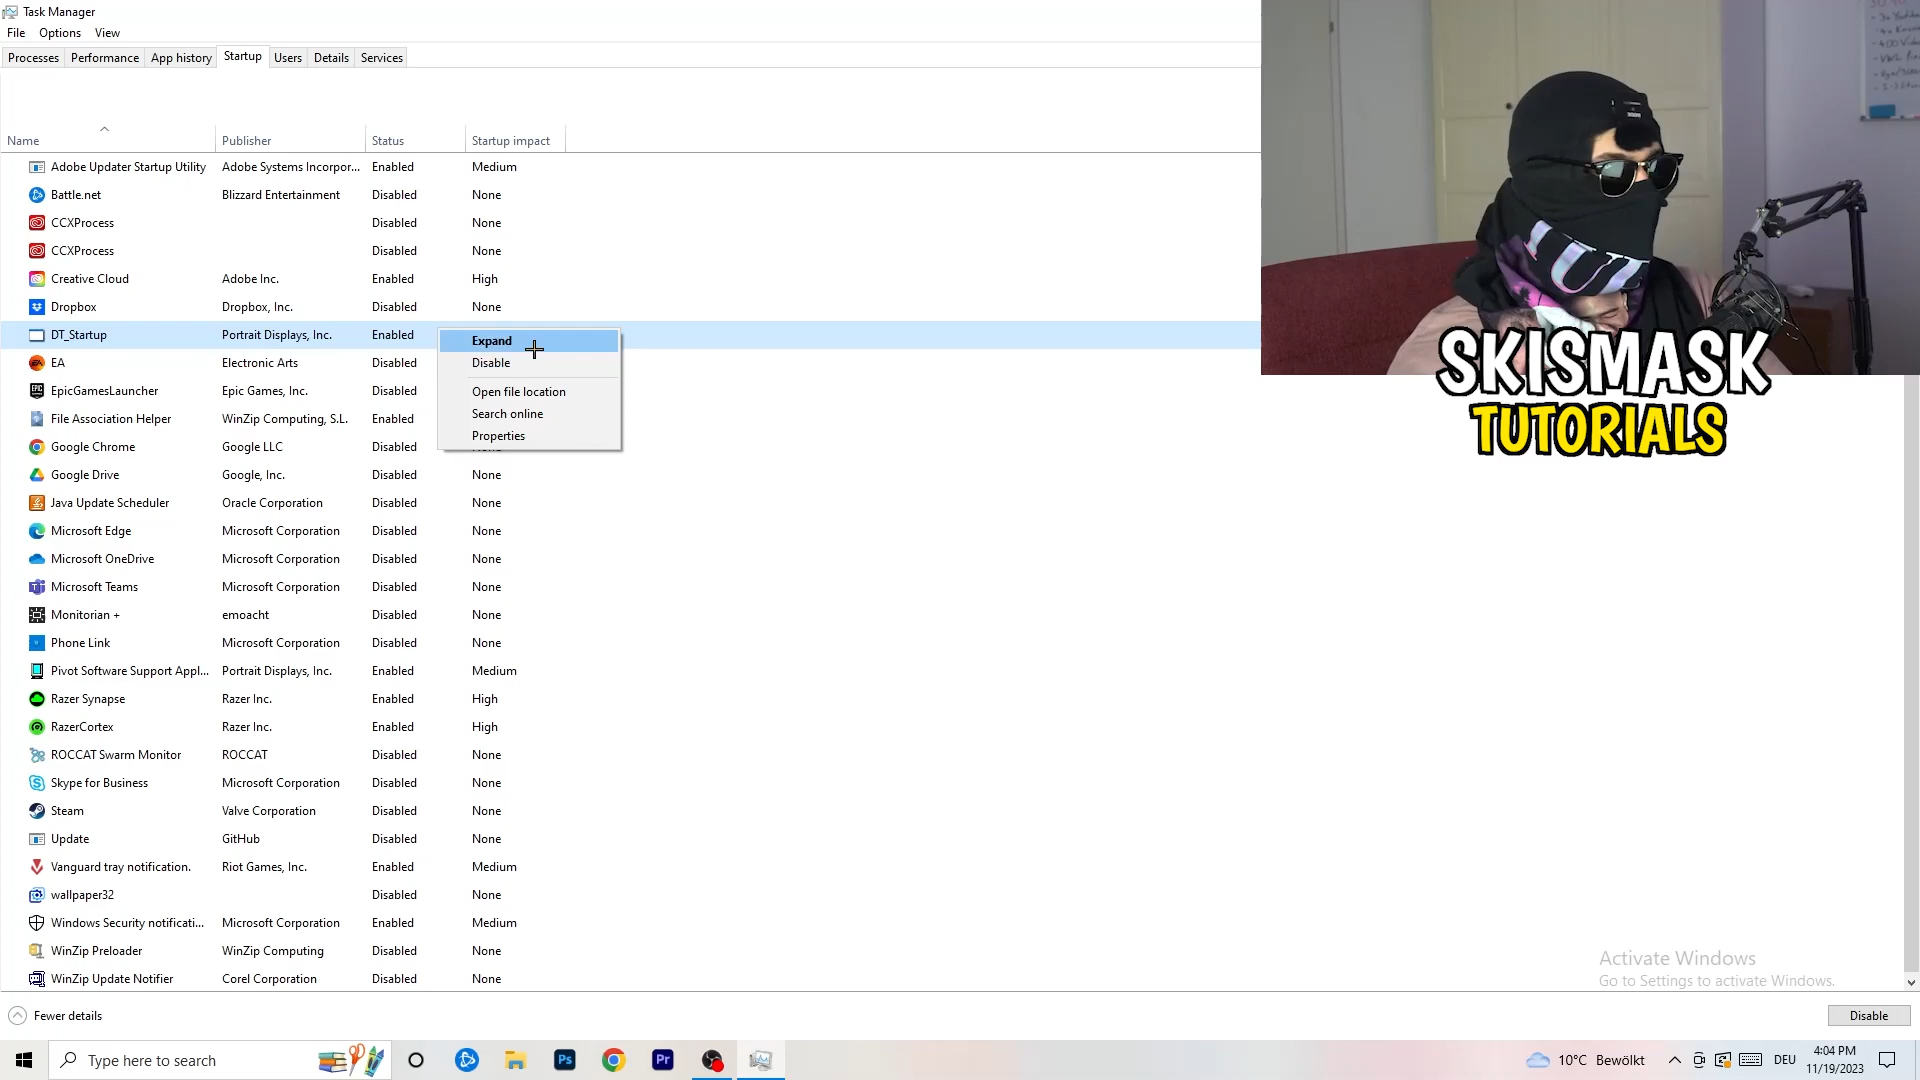 Task Manager
File Options View
Processes Performance App history Startup Users Details Services
Name Publisher Status Startup impact
Adobe Updater Startup Utility Adobe Systems Incorpor... Enabled Medium
Battle.net Blizzard Entertainment Disabled None
CCXProcess Disabled None
CCXProcess Disabled None
Creative Cloud Adobe Inc. Enabled High
Dropbox Dropbox, Inc. Disabled None
DT_Startup Portrait Displays, Inc. Enabled
EA Electronic Arts Disabled
EpicGamesLauncher Epic Games, Inc. Disabled
File Association Helper WinZip Computing, S.L. Enabled
Google Chrome Google LLC Disabled
Google Drive Google, Inc. Disabled None
Java Update Scheduler Oracle Corporation Disabled None
Microsoft Edge Microsoft Corporation Disabled None
Microsoft OneDrive Microsoft Corporation Disabled None
Microsoft Teams Microsoft Corporation Disabled None
Monitorian + emoacht Disabled None
Phone Link Microsoft Corporation Disabled None
Pivot Software Support Appl... Portrait Displays, Inc. Enabled Medium
Razer Synapse Razer Inc. Enabled High
RazerCortex Razer Inc. Enabled High
ROCCAT Swarm Monitor ROCCAT Disabled None
Skype for Business Microsoft Corporation Disabled None
Steam Valve Corporation Disabled None
Update GitHub Disabled None
Vanguard tray notification. Riot Games, Inc. Enabled Medium
wallpaper32 Disabled None
Windows Security notificati... Microsoft Corporation Enabled Medium
WinZip Preloader WinZip Computing Disabled None
WinZip Update Notifier Corel Corporation Disabled None
Expand
Disable
Open file location
Search online
Properties
SKISMASK
TUTORIALS
Activate Windows
Go to Settings to activate Windows.
Fewer details
Disable
Type here to search
Ps
Pr
10°C Bewölkt
DEU
4:04 PM
11/19/2023